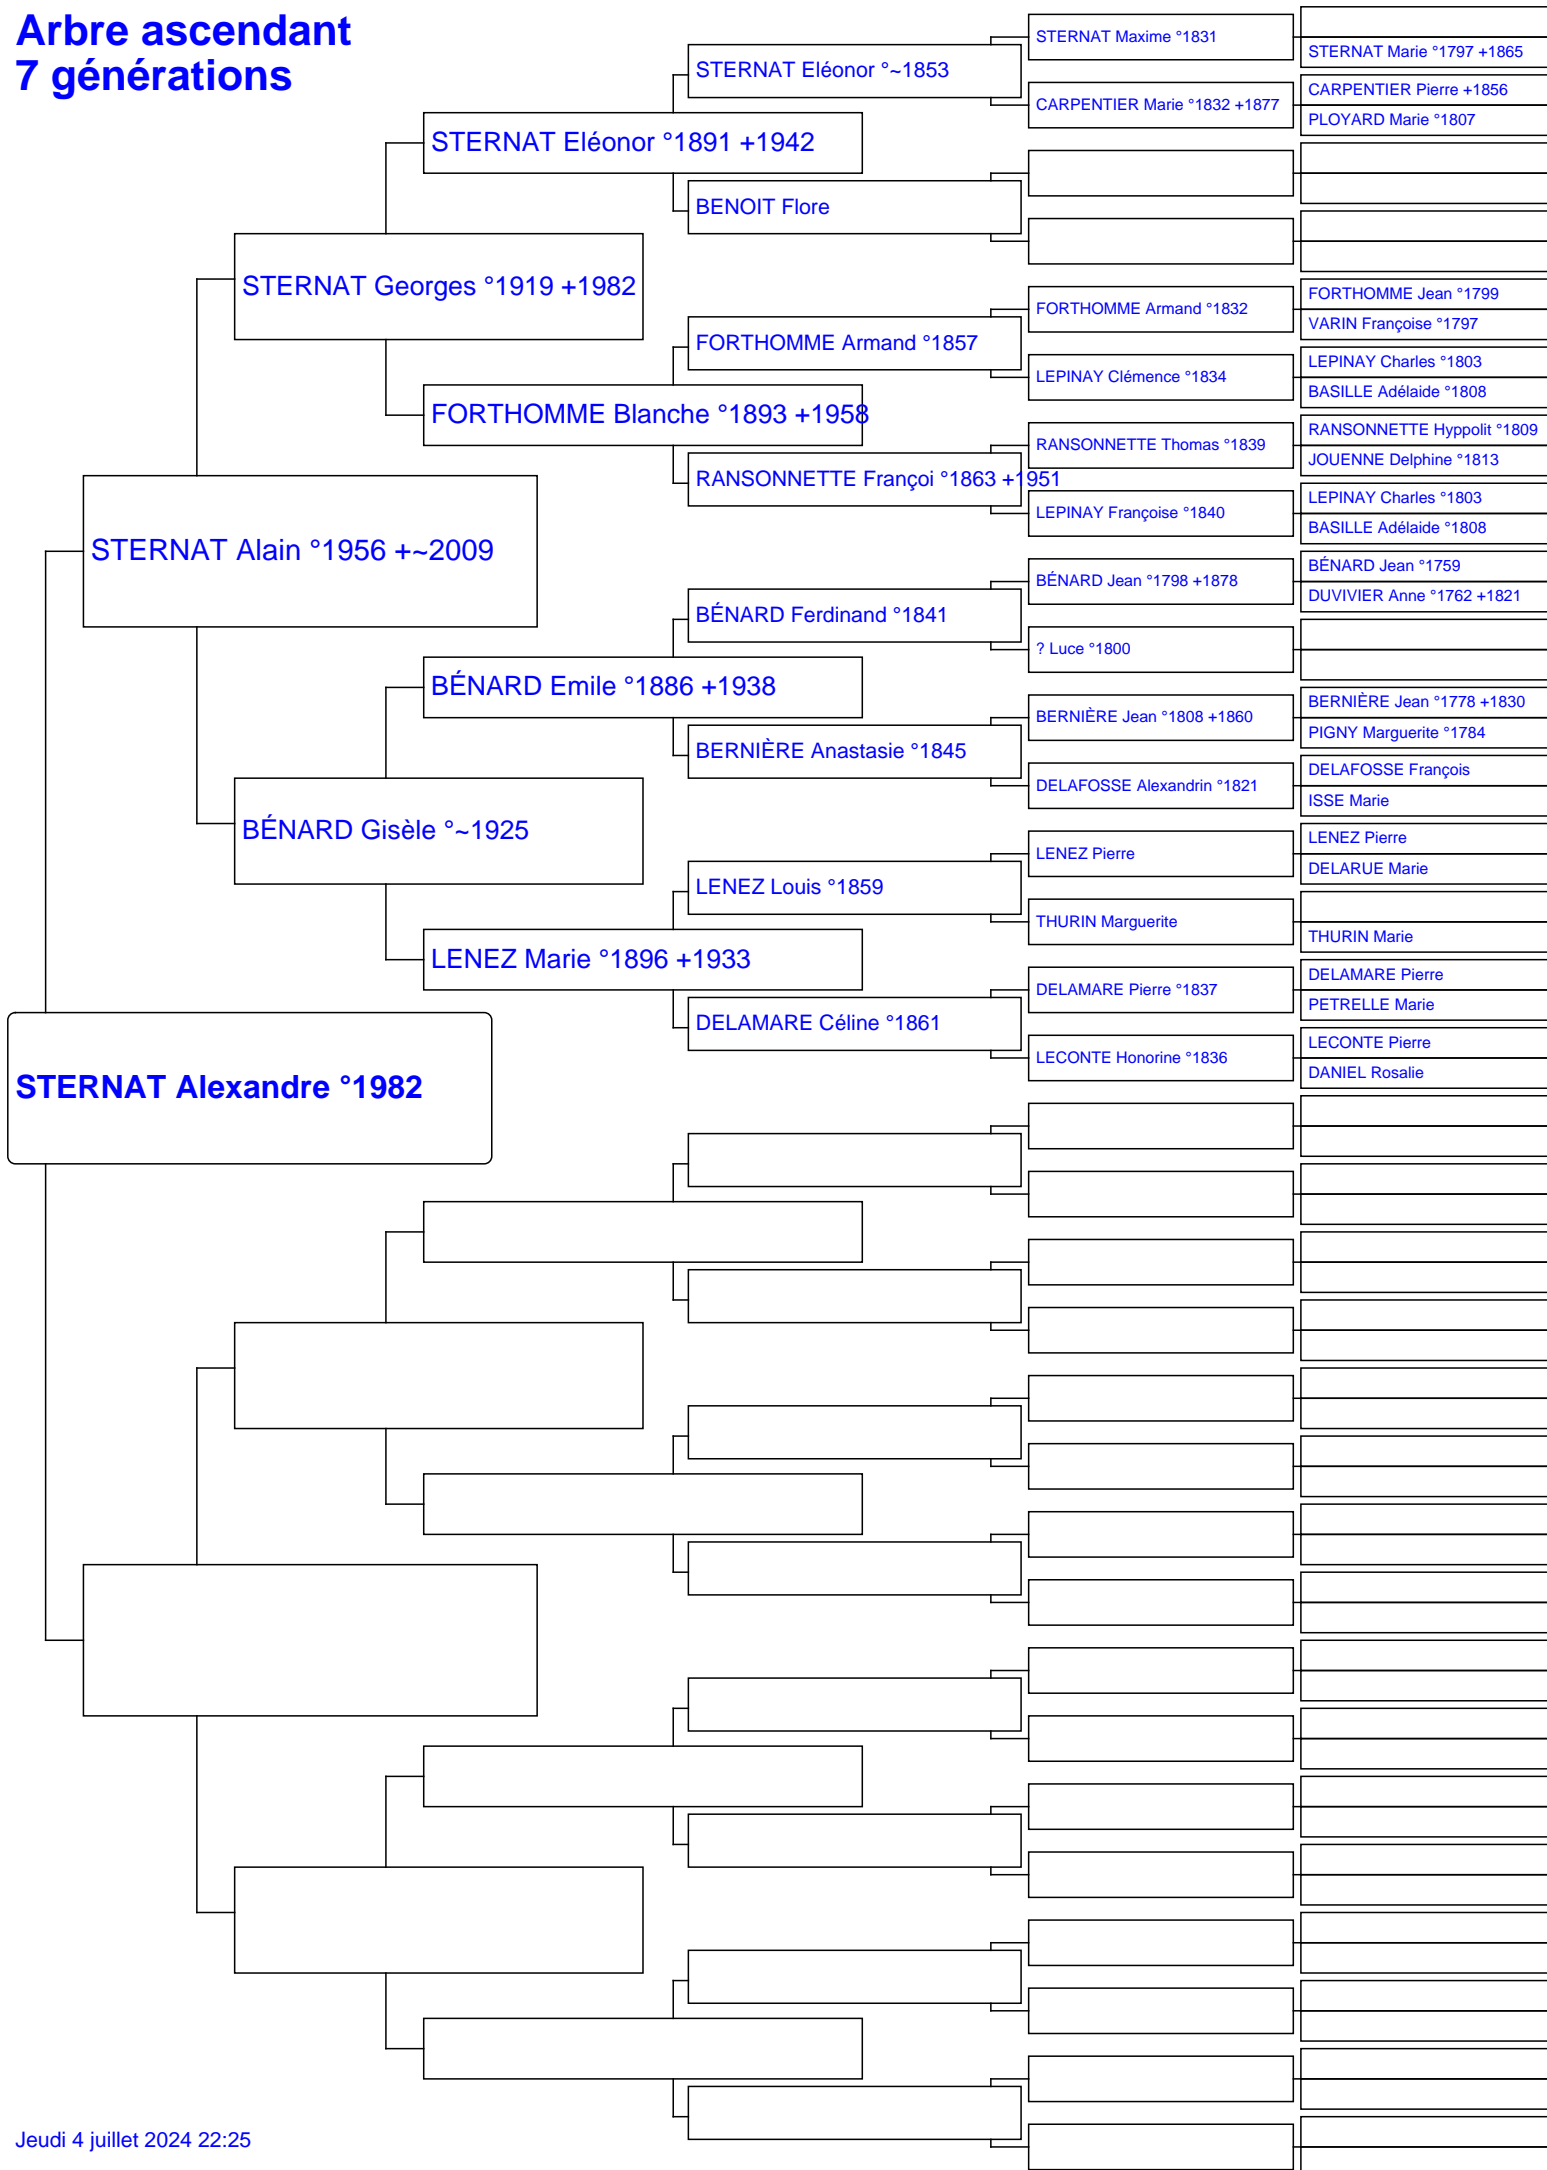 Arbre ascendant
7 générations
STERNAT Alexandre °1982
STERNAT Alain °1956 +~2009
STERNAT Georges °1919 +1982
BÉNARD Gisèle °~1925
STERNAT Eléonor °1891 +1942
FORTHOMME Blanche °1893 +1958
BÉNARD Emile °1886 +1938
LENEZ Marie °1896 +1933
STERNAT Eléonor °~1853
BENOIT Flore
FORTHOMME Armand °1857
RANSONNETTE Françoi °1863 +1951
BÉNARD Ferdinand °1841
BERNIÈRE Anastasie °1845
LENEZ Louis °1859
DELAMARE Céline °1861
STERNAT Maxime °1831
CARPENTIER Marie °1832 +1877
FORTHOMME Armand °1832
LEPINAY Clémence °1834
RANSONNETTE Thomas °1839
LEPINAY Françoise °1840
BÉNARD Jean °1798 +1878
? Luce °1800
BERNIÈRE Jean °1808 +1860
DELAFOSSE Alexandrin °1821
LENEZ Pierre
THURIN Marguerite
DELAMARE Pierre °1837
LECONTE Honorine °1836
STERNAT Marie °1797 +1865
CARPENTIER Pierre +1856
PLOYARD Marie °1807
FORTHOMME Jean °1799
VARIN Françoise °1797
LEPINAY Charles °1803
BASILLE Adélaide °1808
RANSONNETTE Hyppolit °1809
JOUENNE Delphine °1813
LEPINAY Charles °1803
BASILLE Adélaide °1808
BÉNARD Jean °1759
DUVIVIER Anne °1762 +1821
BERNIÈRE Jean °1778 +1830
PIGNY Marguerite °1784
DELAFOSSE François
ISSE Marie
LENEZ Pierre
DELARUE Marie
THURIN Marie
DELAMARE Pierre
PETRELLE Marie
LECONTE Pierre
DANIEL Rosalie
Jeudi 4 juillet 2024 22:25